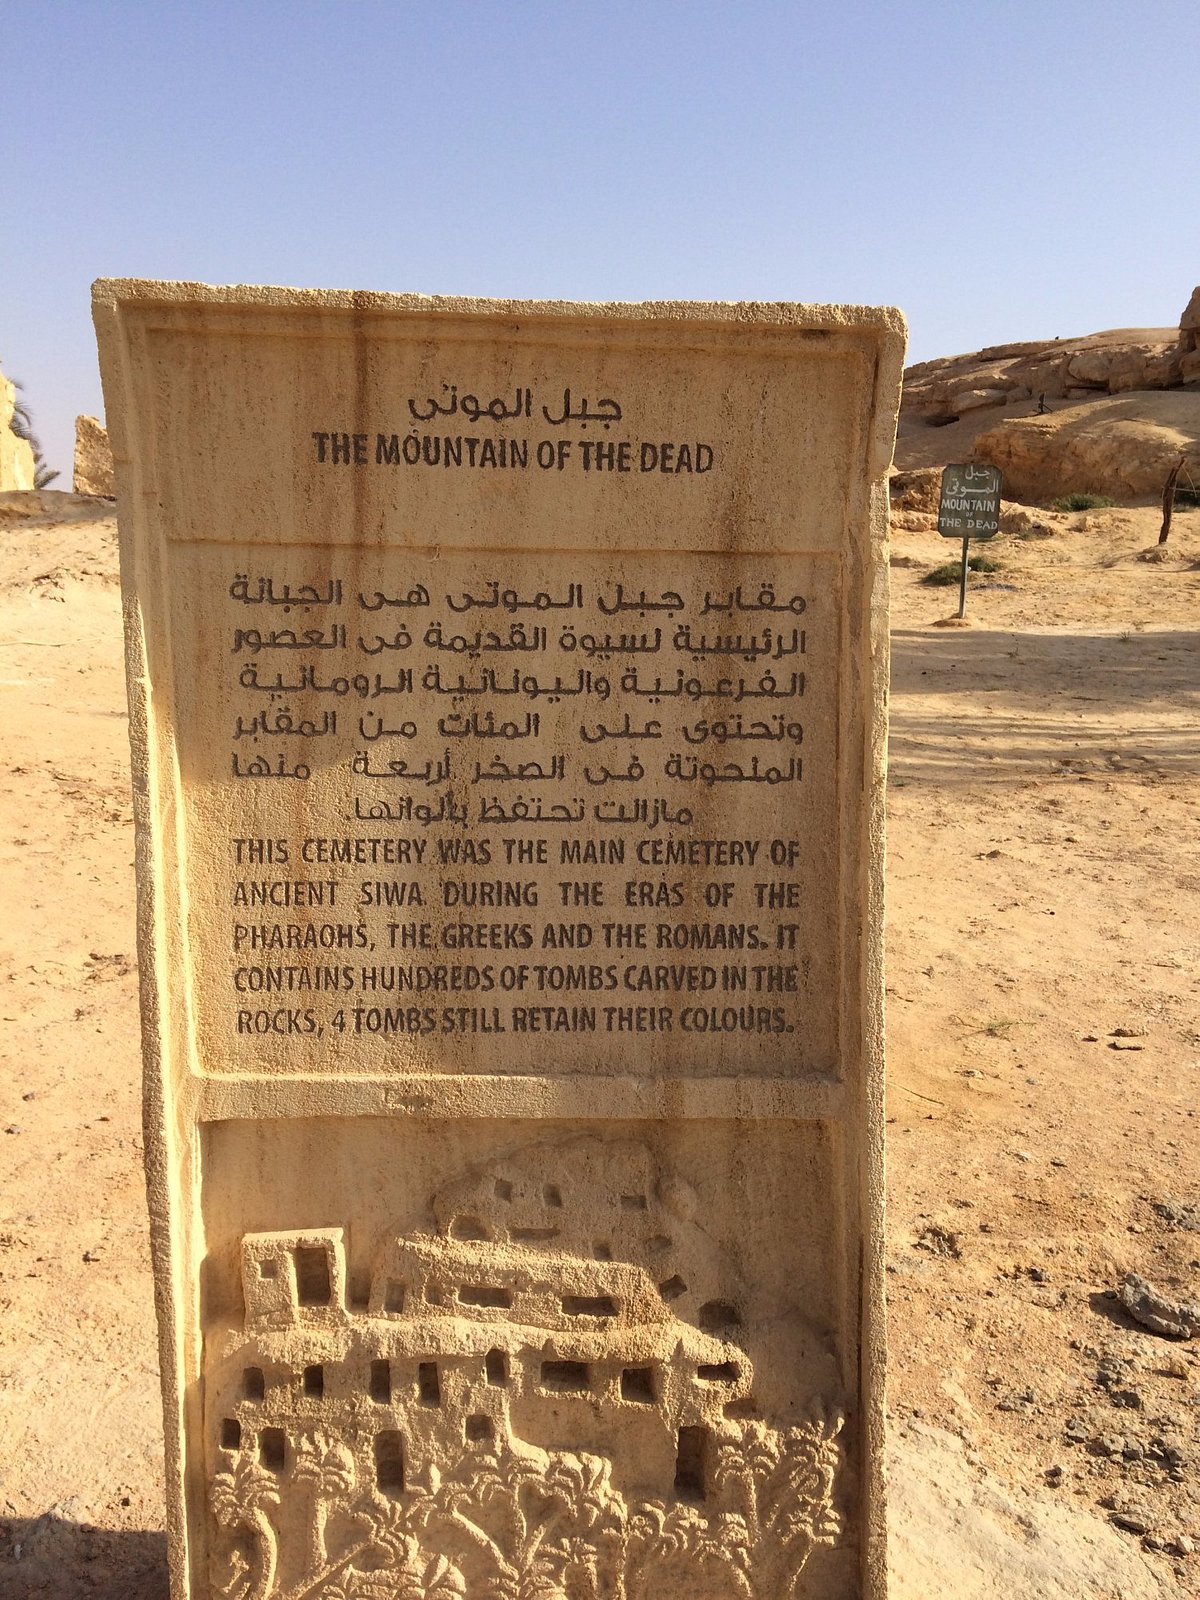 جبل الموتى
THE MOUNTAIN OF THE DEAD
مقابر جبل الموتى هى الجبانة
الرئيسية لسيوة القديمة فى العصور
الفرعونية واليونانية الرومانية
وتحتوى على المئات من المقابر
المنحوتة فى الصخر أربعة منها
مازالت تحتفظ بألوانها.
THIS CEMETERY WAS THE MAIN CEMETERY OF
ANCIENT SIWA DURING THE ERAS OF THE
PHARAOHS, THE GREEKS AND THE ROMANS. IT
CONTAINS HUNDREDS OF TOMBS CARVED IN THE
ROCKS, 4 TOMBS STILL RETAIN THEIR COLOURS.
جبل
الموتى
MOUNTAIN
OF
THE DEAD